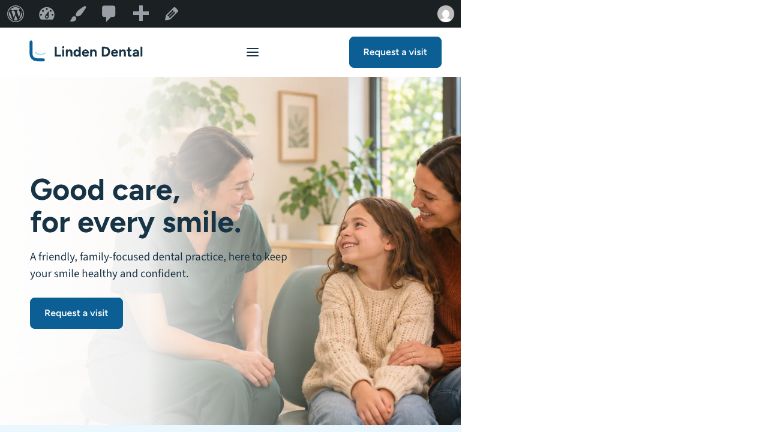 Linden Dental
Request a visit
Good care,
for every smile.
A friendly, family-focused dental practice, here to keep
your smile healthy and confident.
Request a visit